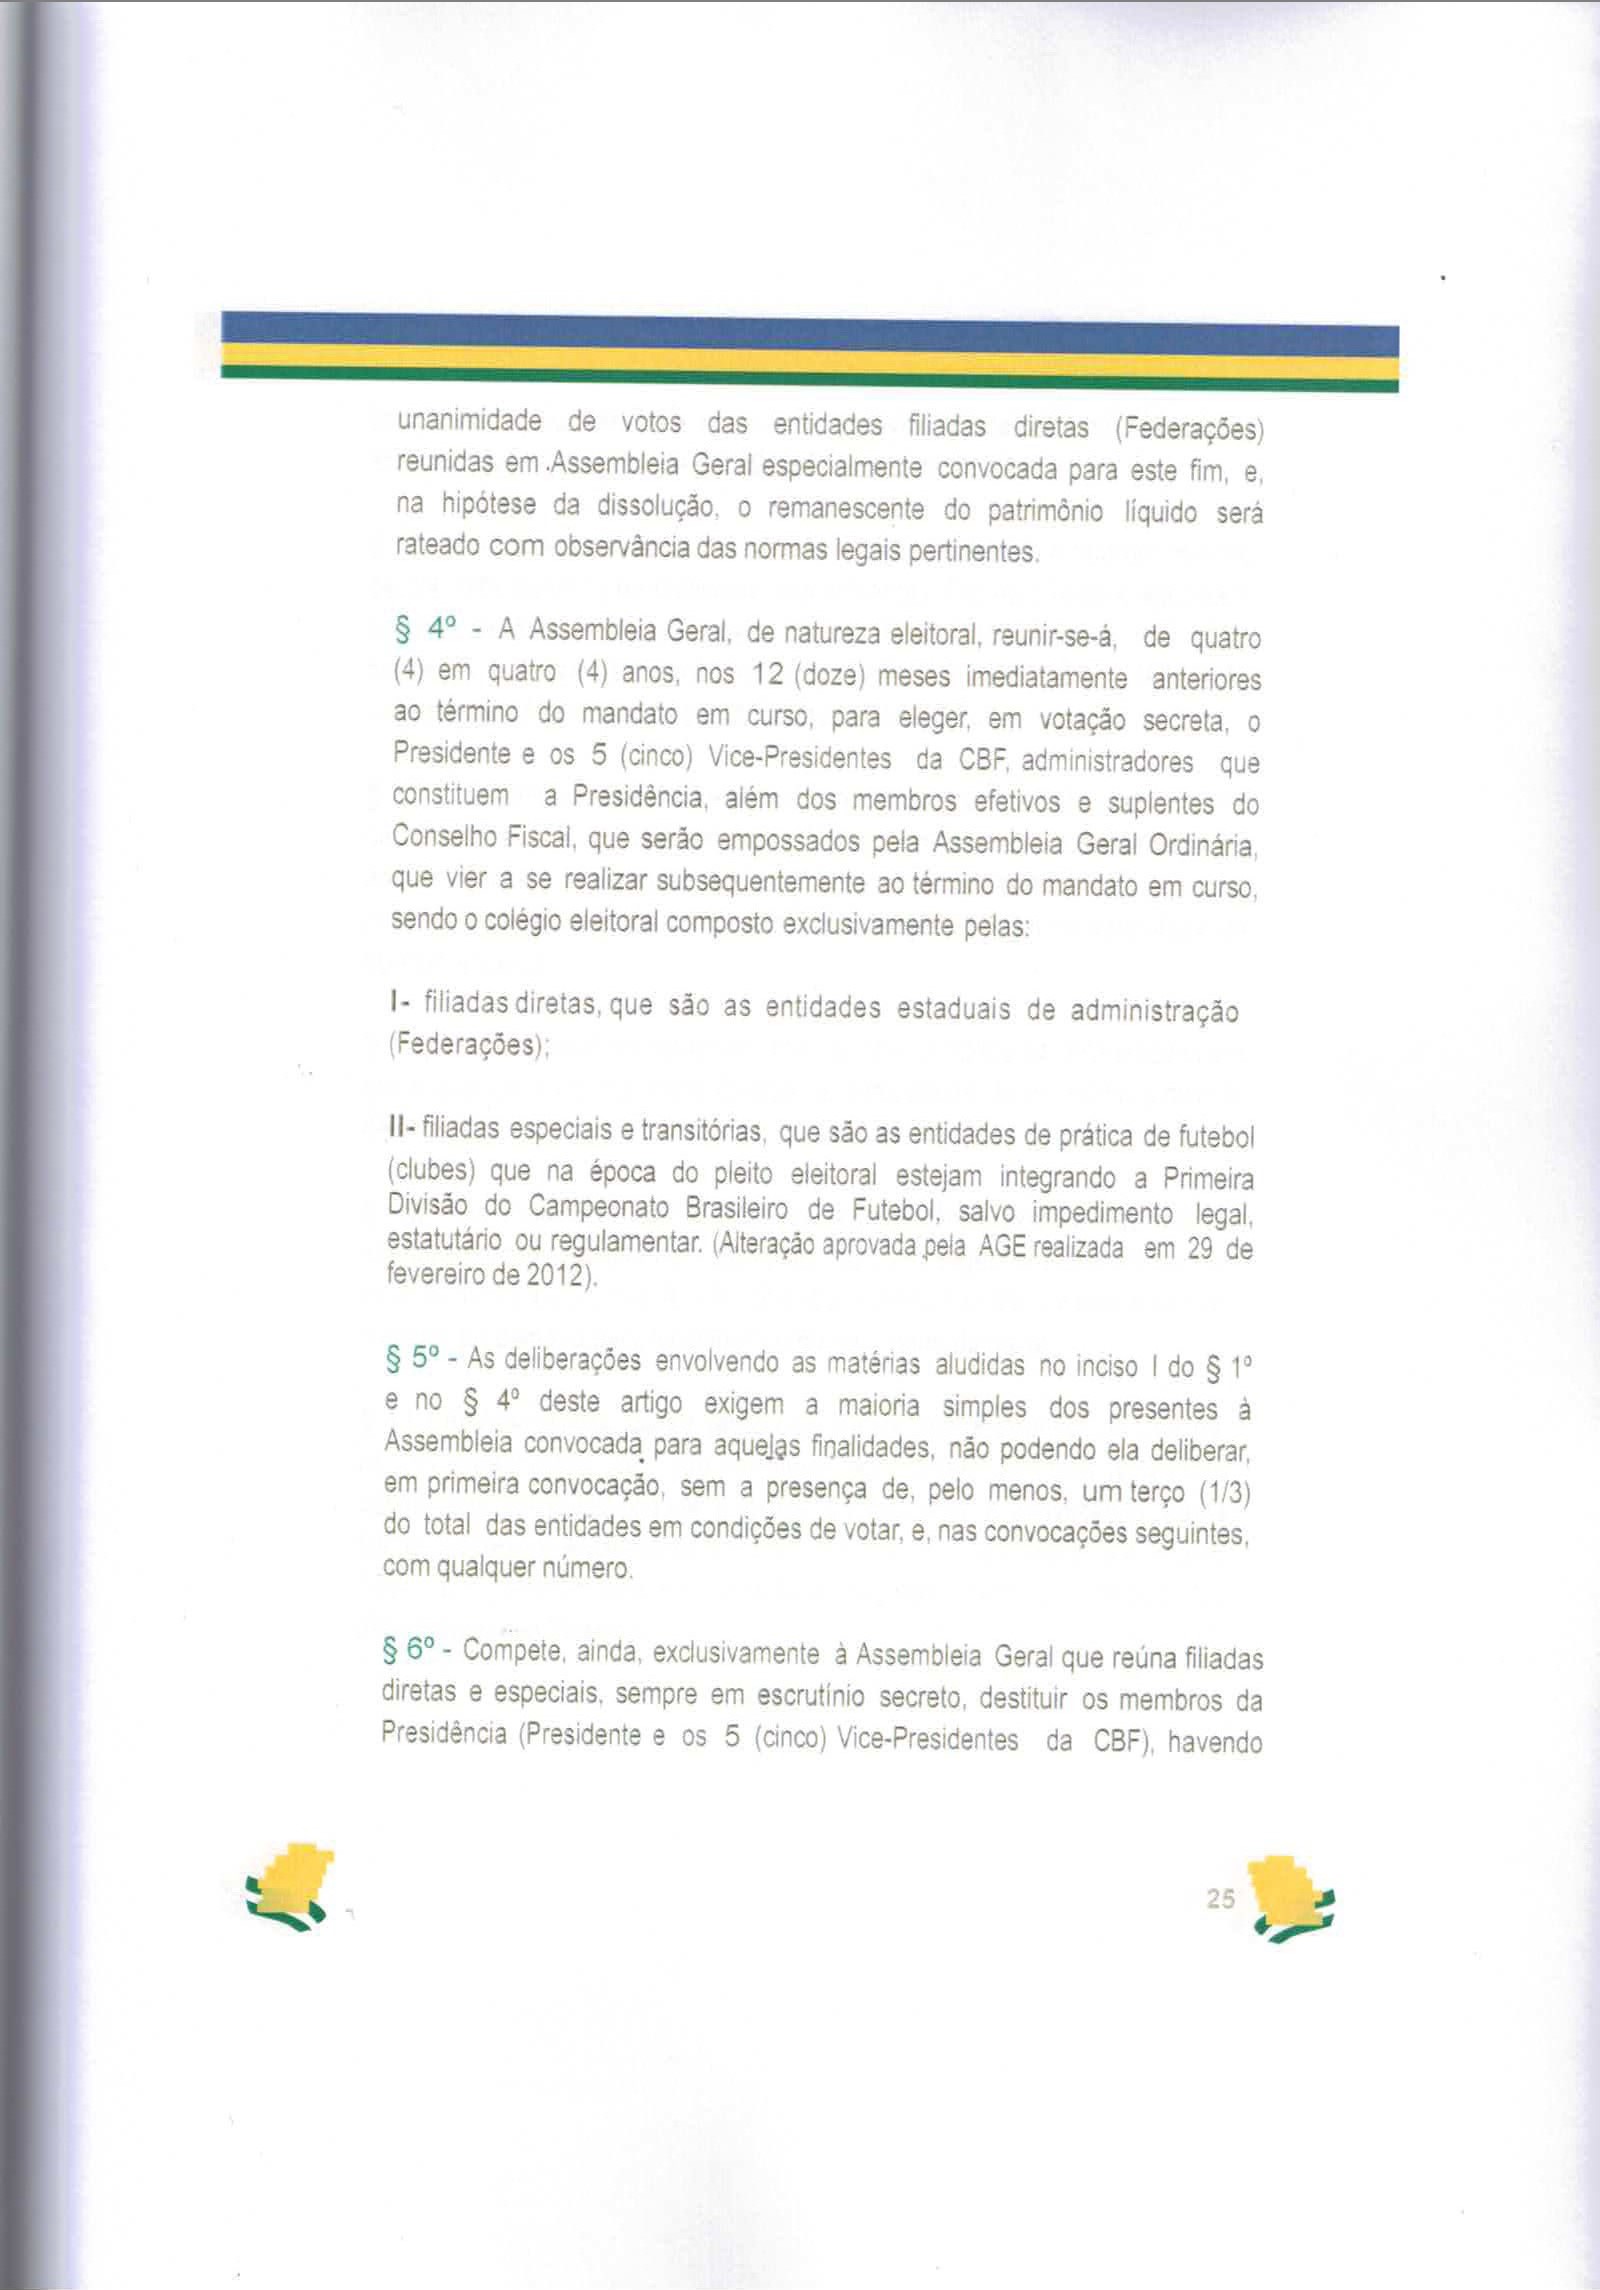 unanimidade de votos das entidades filiadas diretas (Federações)
reunidas em .Assembleia Geral especialmente convocada para este fim, e,
na hipótese da dissolução, o remanescente do patrimônio líquido será
rateado com observância das normas legais pertinentes.
§ 4º - A Assembleia Geral, de natureza eleitoral, reunir-se-á, de quatro
(4) em quatro (4) anos, nos 12 (doze) meses imediatamente anteriores
ao término do mandato em curso, para eleger, em votação secreta, o
Presidente e os 5 (cinco) Vice-Presidentes da CBF, administradores que
constituem a Presidência, além dos membros efetivos e suplentes do
Conselho Fiscal, que serão empossados pela Assembleia Geral Ordinária,
que vier a se realizar subsequentemente ao término do mandato em curso,
sendo o colégio eleitoral composto exclusivamente pelas:
I- filiadas diretas, que são as entidades estaduais de administração
(Federações);
II- filiadas especiais e transitórias, que são as entidades de prática de futebol
(clubes) que na época do pleito eleitoral estejam integrando a Primeira
Divisão do Campeonato Brasileiro de Futebol, salvo impedimento legal,
estatutário ou regulamentar. (Alteração aprovada pela AGE realizada em 29 de
fevereiro de 2012).
§ 5º - As deliberações envolvendo as matérias aludidas no inciso I do § 1º
e no § 4º deste artigo exigem a maioria simples dos presentes à
Assembleia convocada para aquelas finalidades, não podendo ela deliberar,
em primeira convocação, sem a presença de, pelo menos, um terço (1/3)
do total das entidades em condições de votar, e, nas convocações seguintes,
com qualquer número.
§ 6º - Compete, ainda, exclusivamente à Assembleia Geral que reúna filiadas
diretas e especiais, sempre em escrutínio secreto, destituir os membros da
Presidência (Presidente e os 5 (cinco) Vice-Presidentes da CBF), havendo
25